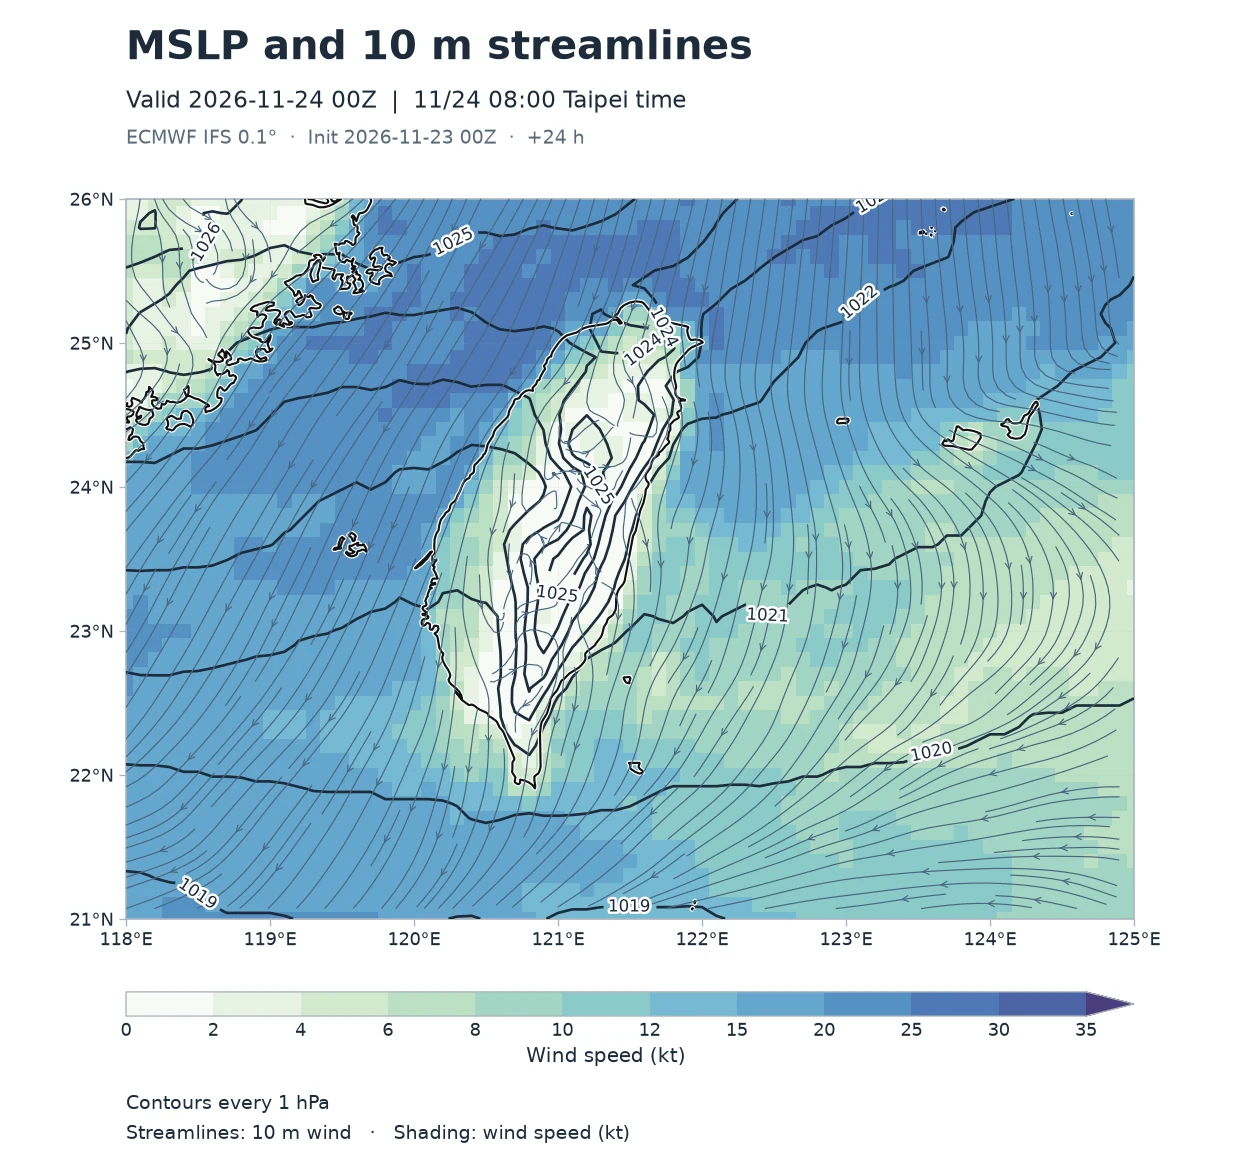 MSLP and 10 m streamlines
Valid 2026-11-24 00Z | 11/24 08:00 Taipei time
ECMWF IFS 0.1° · Init 2026-11-23 00Z · +24 h
26°N
25°N
24°N
23°N
22°N
21°N
1026
1025
1022
1024
1024
1025
1025
1021
1020
1019
1019
118°E 119°E 120°E 121°E 122°E 123°E 124°E 125°E
0 2 4 6 8 10 12 15 20 25 30 35
Wind speed (kt)
Contours every 1 hPa
Streamlines: 10 m wind · Shading: wind speed (kt)